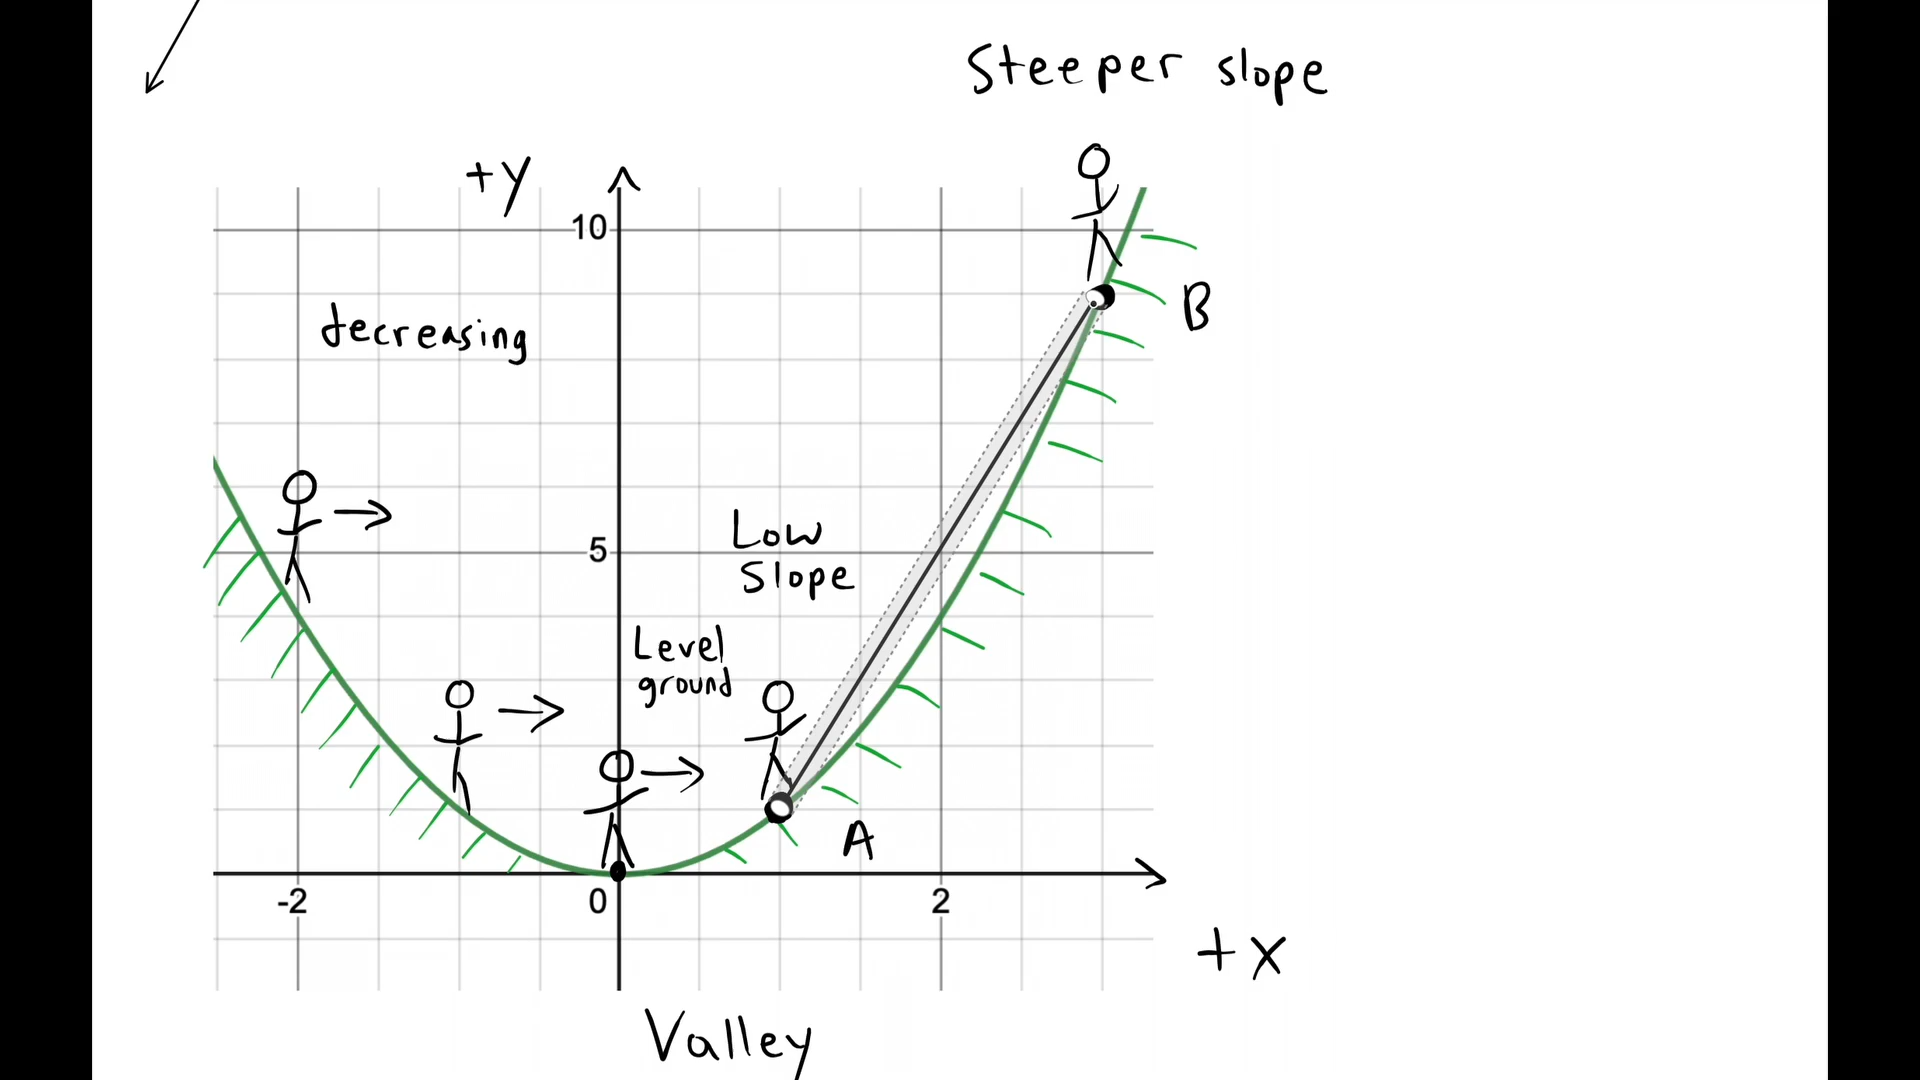 Steeper slope
+y
10
decreasing
B
Low
Slope
5
Level
ground
A
-2
0
2
+x
Valley